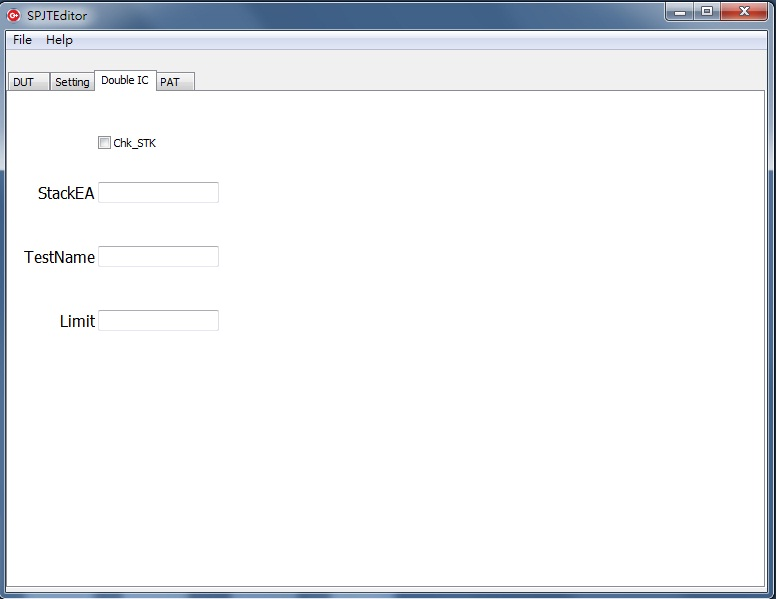 SPJTEditor
File Help
DUT Setting Double IC PAT
Chk_STK
StackEA
TestName
Limit